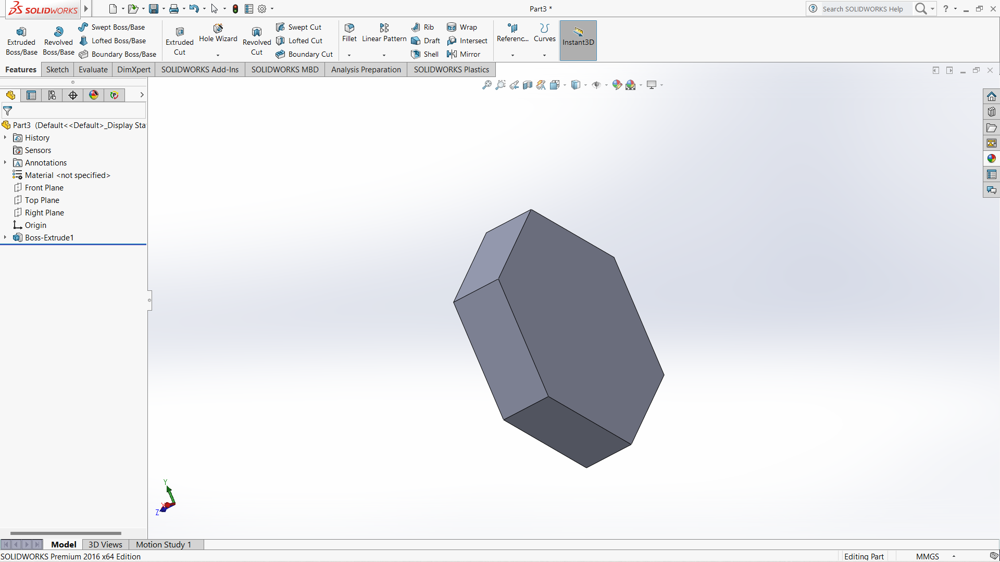 SOLIDWORKS
Part3 *
Search SOLIDWORKS Help
Extruded Boss/Base
Revolved Boss/Base
Swept Boss/Base
Lofted Boss/Base
Boundary Boss/Base
Extruded Cut
Hole Wizard
Revolved Cut
Swept Cut
Lofted Cut
Boundary Cut
Fillet
Linear Pattern
Rib
Draft
Shell
Wrap
Intersect
Mirror
Referenc...
Curves
Instant3D
Features
Sketch
Evaluate
DimXpert
SOLIDWORKS Add-Ins
SOLIDWORKS MBD
Analysis Preparation
SOLIDWORKS Plastics
Part3 (Default<<Default>_Display Sta
History
Sensors
Annotations
Material <not specified>
Front Plane
Top Plane
Right Plane
Origin
Boss-Extrude1
Y
X
Z
Model
3D Views
Motion Study 1
SOLIDWORKS Premium 2016 x64 Edition
Editing Part
MMGS